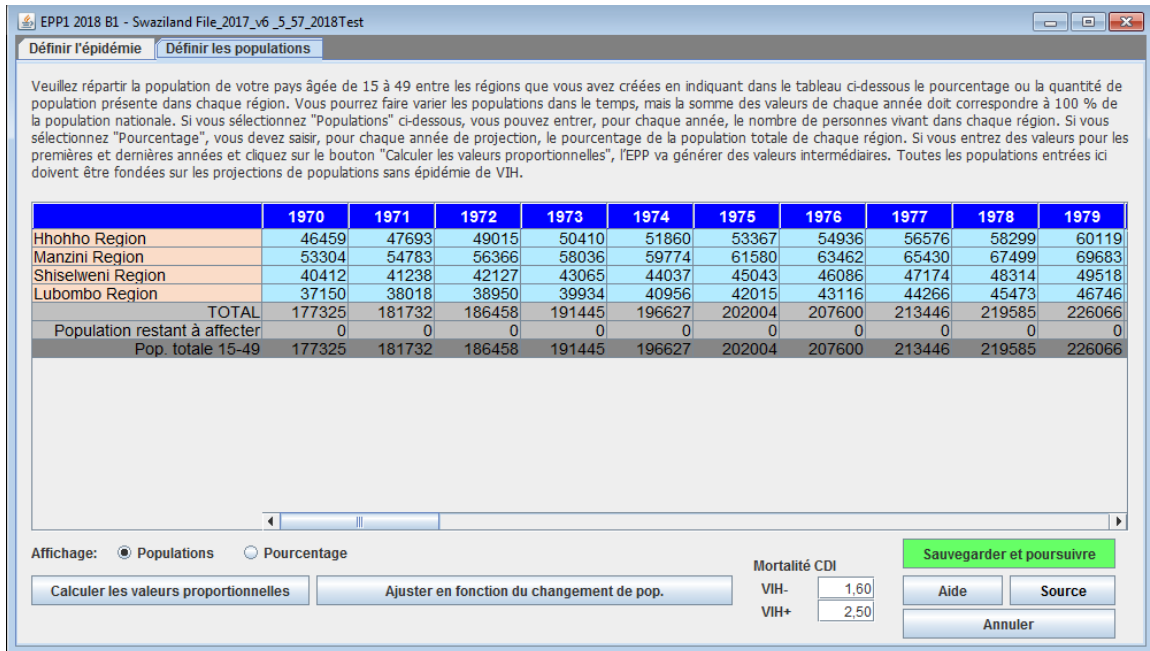 EPP1 2018 B1 - Swaziland File_2017_v6 _5_57_2018Test
Définir l'épidémie Définir les populations
Veuillez répartir la population de votre pays âgée de 15 à 49 entre les régions que vous avez créées en indiquant dans le tableau ci-dessous le pourcentage ou la quantité de
population présente dans chaque région. Vous pourrez faire varier les populations dans le temps, mais la somme des valeurs de chaque année doit correspondre à 100 % de
la population nationale. Si vous sélectionnez "Populations" ci-dessous, vous pouvez entrer, pour chaque année, le nombre de personnes vivant dans chaque région. Si vous
sélectionnez "Pourcentage", vous devez saisir, pour chaque année de projection, le pourcentage de la population totale de chaque région. Si vous entrez des valeurs pour les
premières et dernières années et cliquez sur le bouton "Calculer les valeurs proportionnelles", l'EPP va générer des valeurs intermédiaires. Toutes les populations entrées ici
doivent être fondées sur les projections de populations sans épidémie de VIH.
1970 1971 1972 1973 1974 1975 1976 1977 1978 1979
Hhohho Region 46459 47693 49015 50410 51860 53367 54936 56576 58299 60119
Manzini Region 53304 54783 56366 58036 59774 61580 63462 65430 67499 69683
Shiselweni Region 40412 41238 42127 43065 44037 45043 46086 47174 48314 49518
Lubombo Region 37150 38018 38950 39934 40956 42015 43116 44266 45473 46746
TOTAL 177325 181732 186458 191445 196627 202004 207600 213446 219585 226066
Population restant à affecter 0 0 0 0 0 0 0 0 0 0
Pop. totale 15-49 177325 181732 186458 191445 196627 202004 207600 213446 219585 226066
Affichage: Populations Pourcentage
Mortalité CDI
Sauvegarder et poursuivre
Calculer les valeurs proportionnelles Ajuster en fonction du changement de pop.
VIH- 1,60
Aide Source
VIH+ 2,50
Annuler